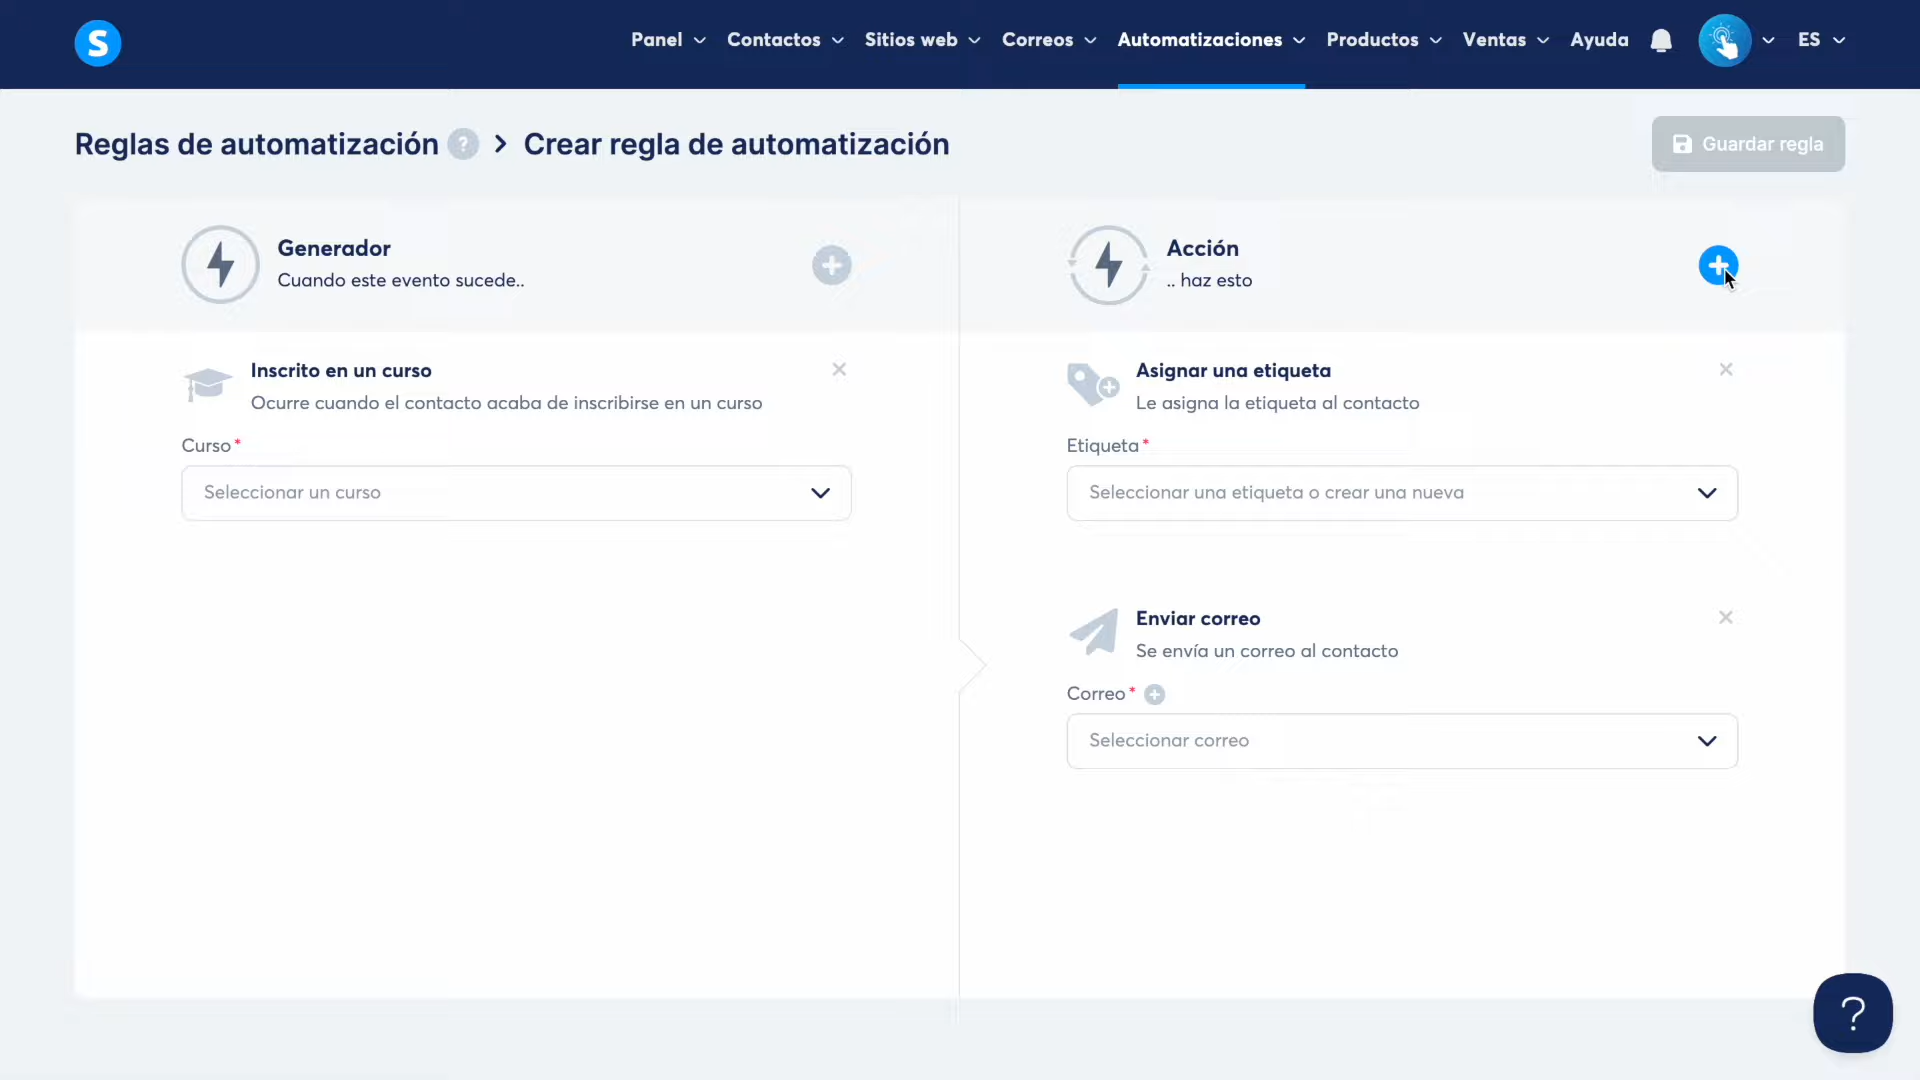 S
Panel
Contactos
Sitios web
Correos
Automatizaciones
Productos
Ventas
Ayuda
ES
Reglas de automatización ? > Crear regla de automatización
Guardar regla
Generador
Cuando este evento sucede..
Inscrito en un curso
Ocurre cuando el contacto acaba de inscribirse en un curso
Curso*
Seleccionar un curso
Acción
.. haz esto
Asignar una etiqueta
Le asigna la etiqueta al contacto
Etiqueta*
Seleccionar una etiqueta o crear una nueva
Enviar correo
Se envía un correo al contacto
Correo*
Seleccionar correo
?